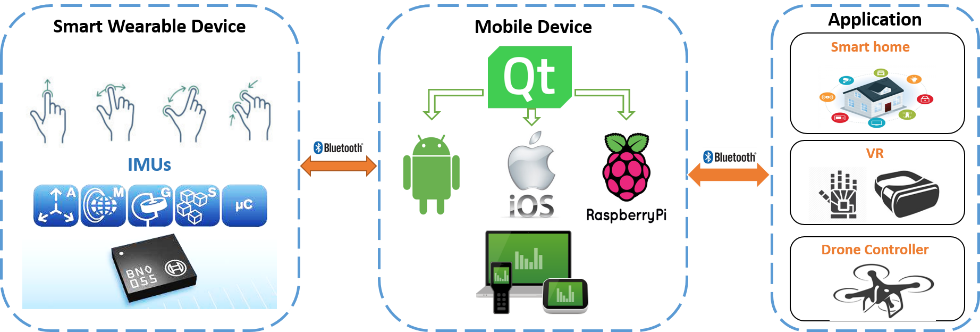 Smart Wearable Device
IMUs
A
M
G
S
µC
BNO
055
Bluetooth
Mobile Device
Qt
iOS
RaspberryPi
Bluetooth
Application
Smart home
VR
Drone Controller